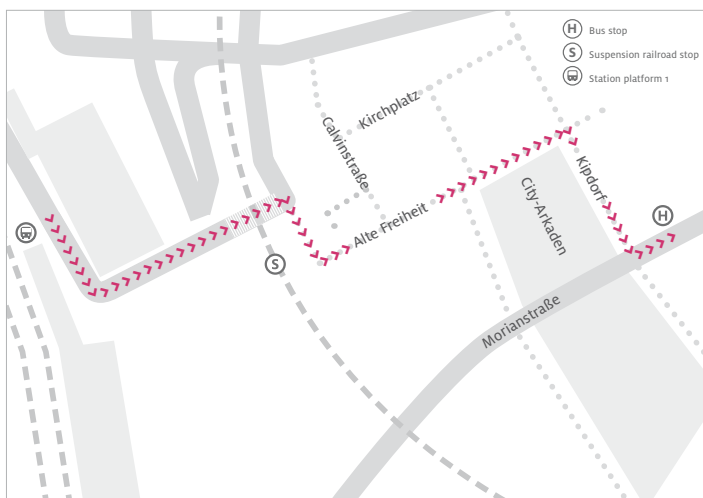 H Bus stop
S Suspension railroad stop
Station platform 1
Kirchplatz
Calvinstraße
Alte Freiheit
City-Arkaden
Kipdorf
H
S
Morianstraße